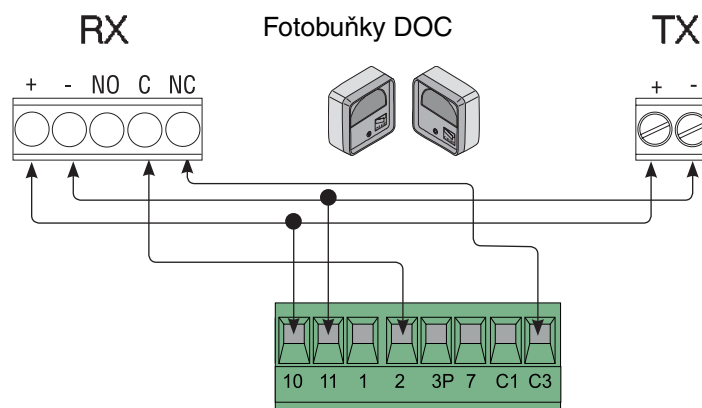 RX Fotobuňky DOC TX
+ - NO C NC + -
10 11 1 2 3P 7 C1 C3